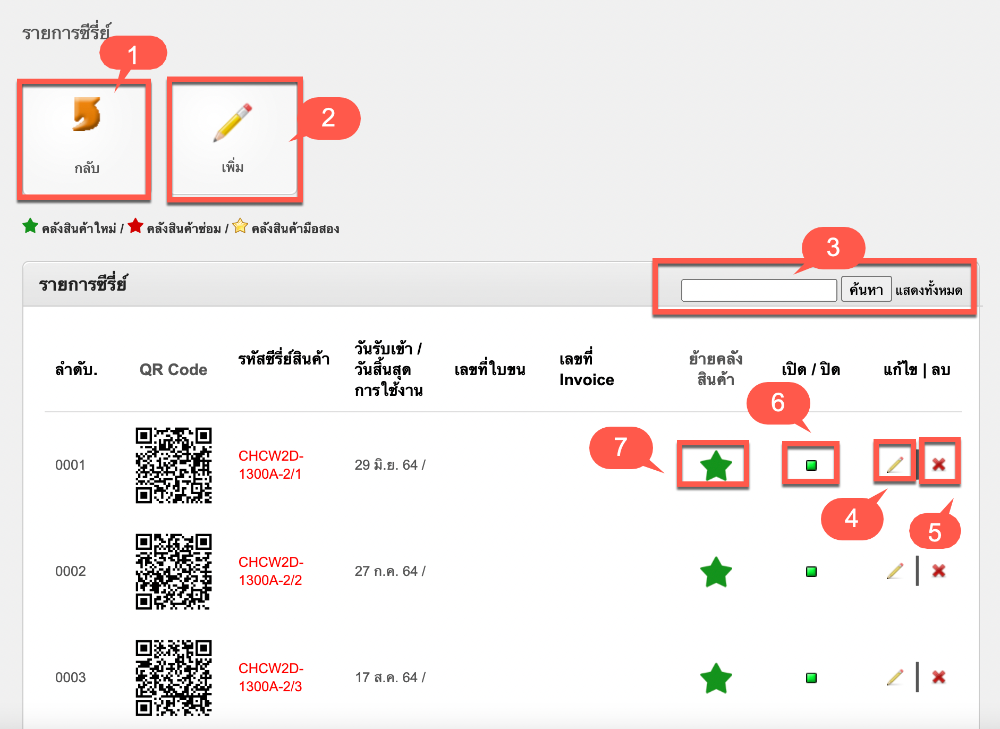 รายการซีรี่ย์
1
2
กลับ
เพิ่ม
คลังสินค้าใหม่ / คลังสินค้าซ่อม / คลังสินค้ามือสอง
3
รายการซีรี่ย์
ค้นหา แสดงทั้งหมด
ลำดับ.
QR Code
รหัสซีรี่ย์สินค้า
วันรับเข้า /
วันสิ้นสุด
การใช้งาน
เลขที่ใบขน
เลขที่
Invoice
ย้ายคลัง
สินค้า
เปิด / ปิด
แก้ไข | ลบ
6
7
0001
CHCW2D-
1300A-2/1
29 มิ.ย. 64 /
|
4
5
0002
CHCW2D-
1300A-2/2
27 ก.ค. 64 /
|
0003
CHCW2D-
1300A-2/3
17 ส.ค. 64 /
|